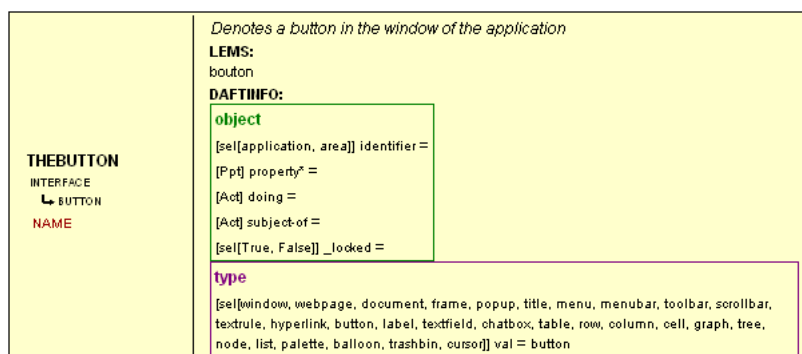 THEBUTTON
INTERFACE
↳ BUTTON
NAME
Denotes a button in the window of the application
LEMS:
bouton
DAFTINFO:
object
[sel[application, area]] identifier =
[Ppt] property* =
[Act] doing =
[Act] subject-of =
[sel[True, False]] _locked =
type
[sel[window, webpage, document, frame, popup, title, menu, menubar, toolbar, scrollbar,
textrule, hyperlink, button, label, textfield, chatbox, table, row, column, cell, graph, tree,
node, list, palette, balloon, trashbin, cursor]] val = button